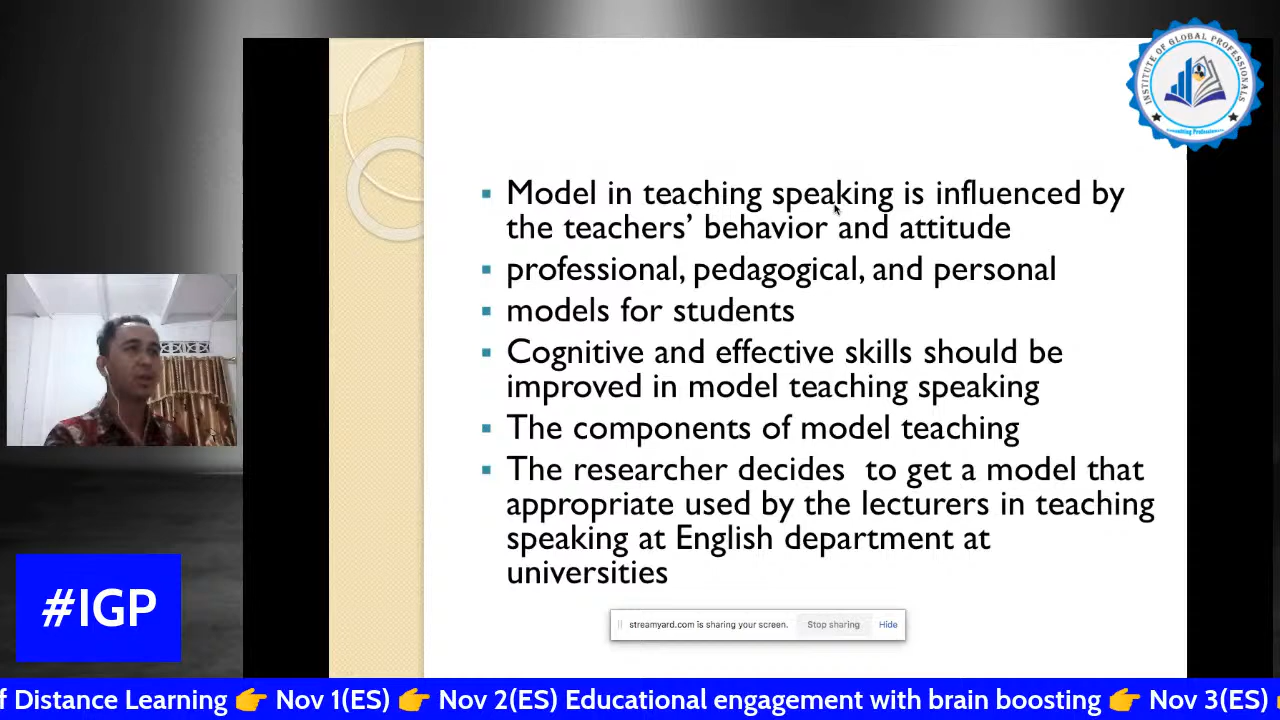 INSTITUTE OF GLOBAL PROFESSIONALS
Consulting Professionals
Model in teaching speaking is influenced by
the teachers’ behavior and attitude
professional, pedagogical, and personal
models for students
Cognitive and effective skills should be
improved in model teaching speaking
The components of model teaching
The researcher decides  to get a model that
appropriate used by the lecturers in teaching
speaking at English department at
universities
#IGP
streamyard.com is sharing your screen. Stop sharing Hide
f Distance Learning 👉 Nov 1(ES) 👉 Nov 2(ES) Educational engagement with brain boosting 👉 Nov 3(ES)